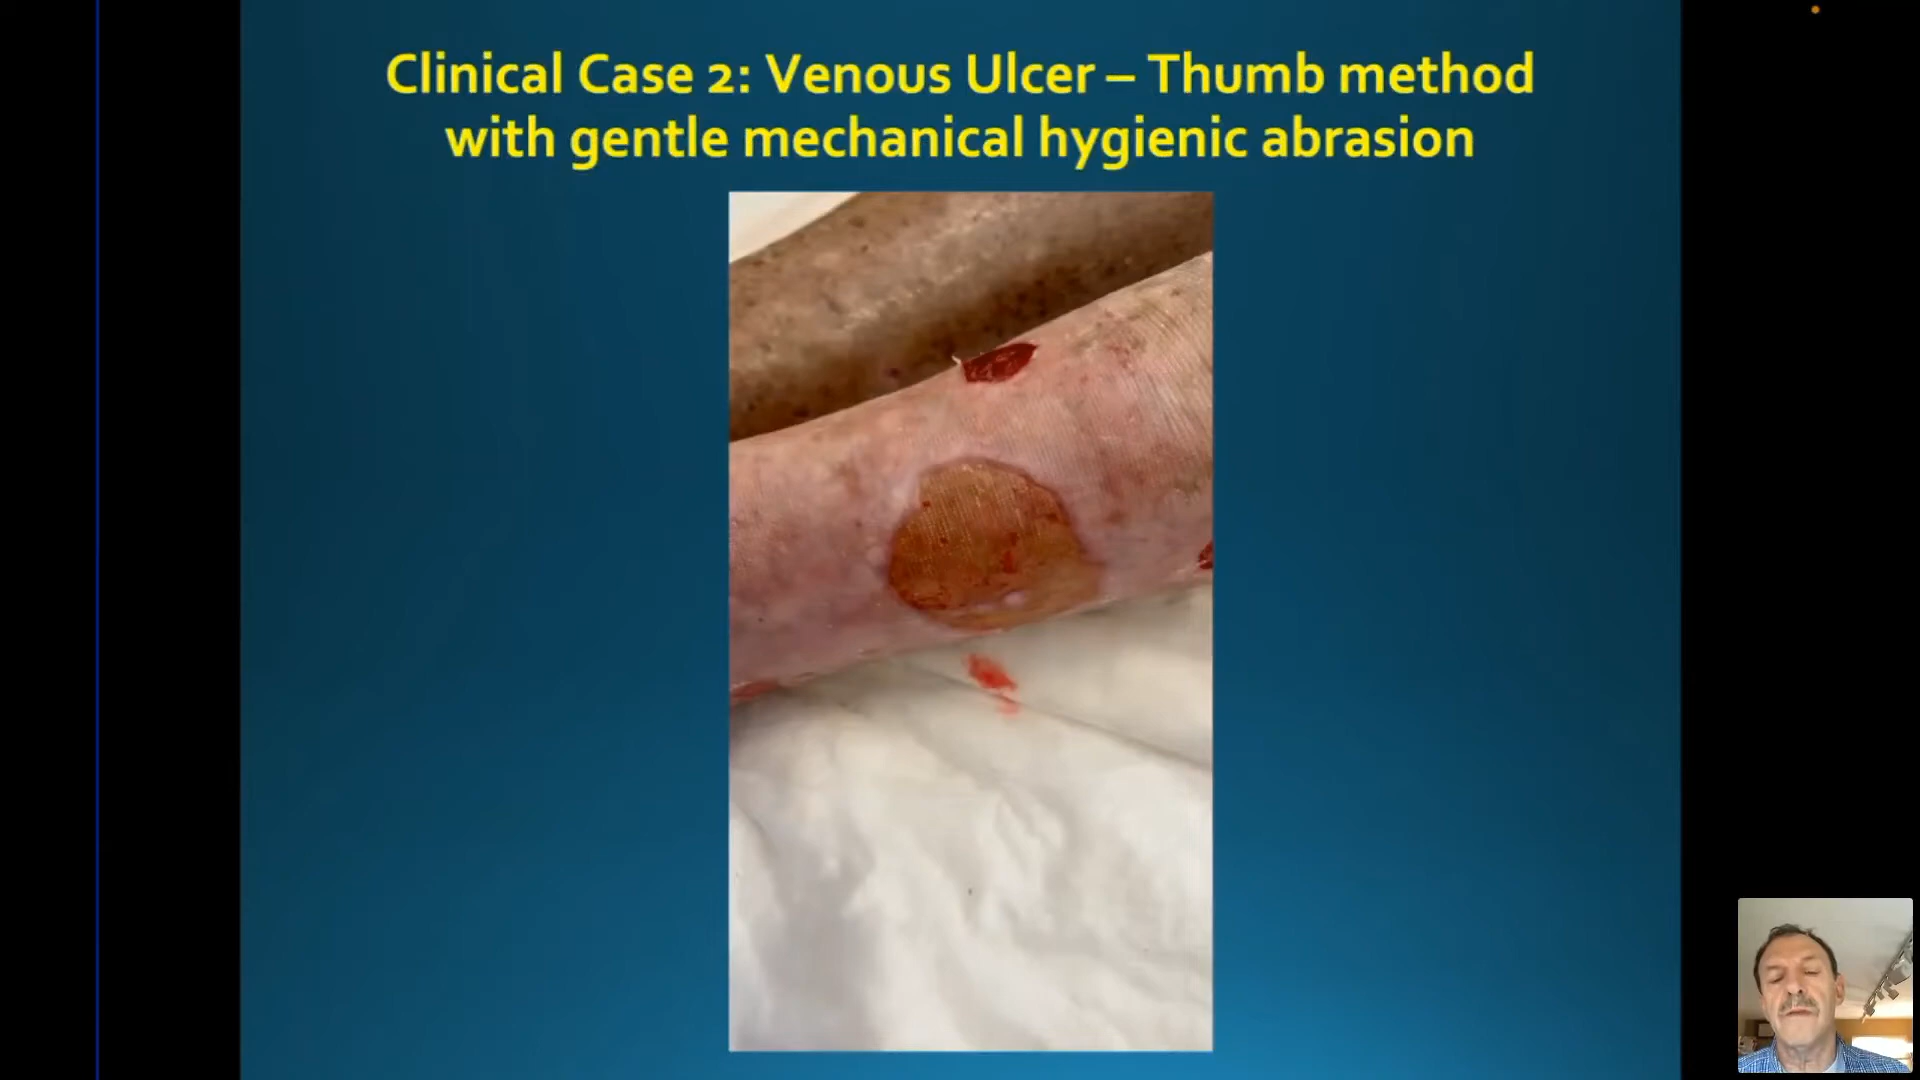 Clinical Case 2: Venous Ulcer – Thumb method
with gentle mechanical hygienic abrasion